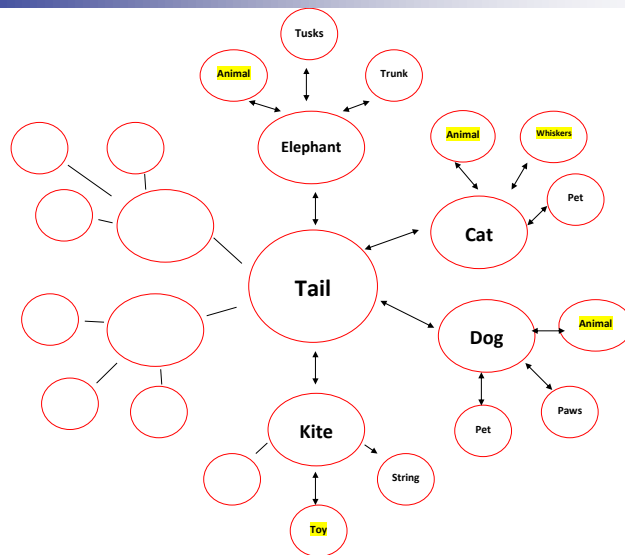 Tusks
Animal
Trunk
Elephant
Animal
Whiskers
Pet
Cat
Tail
Dog
Animal
Pet
Paws
Kite
String
Toy